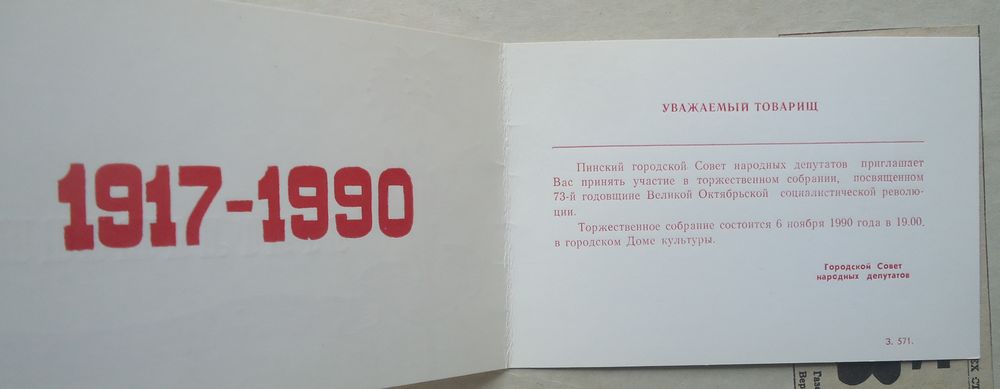 1917-1990
УВАЖАЕМЫЙ ТОВАРИЩ
Пинский городской Совет народных депутатов приглашает
Вас принять участие в торжественном собрании, посвященном
73-й годовщине Великой Октябрьской социалистической револю-
ции.
Торжественное собрание состоится 6 ноября 1990 года в 19.00.
в городском Доме культуры.
Городской Совет
народных депутатов
З. 571.